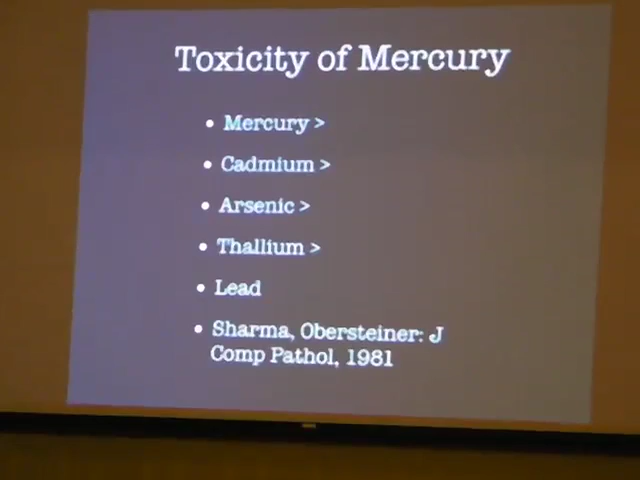 Toxicity of Mercury
• Mercury >
• Cadmium >
• Arsenic >
• Thallium >
• Lead
• Sharma, Obersteiner: J
Comp Pathol, 1981